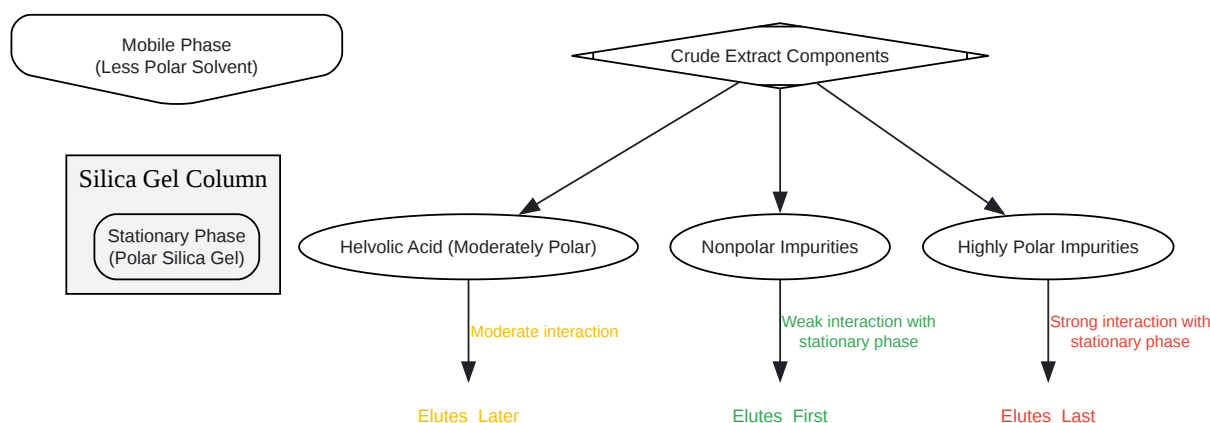 Mobile Phase
(Less Polar Solvent)
Crude Extract Components
Silica Gel Column
Stationary Phase
(Polar Silica Gel)
Helvolic Acid (Moderately Polar)
Nonpolar Impurities
Highly Polar Impurities
Moderate interaction
Weak interaction with
stationary phase
Strong interaction with
stationary phase
Elutes Later
Elutes First
Elutes Last